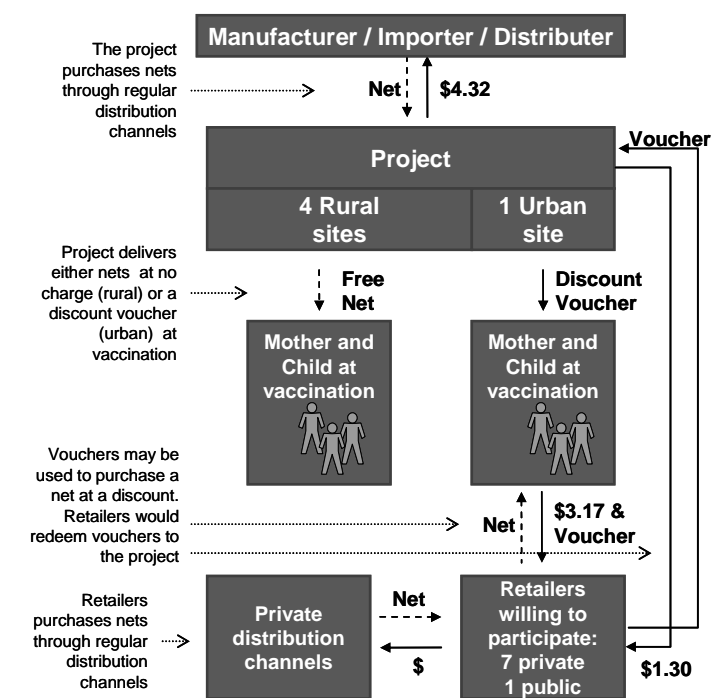 Manufacturer / Importer / Distributer
The project
purchases nets
through regular
distribution
channels
Net
$4.32
Voucher
Project
4 Rural
sites
1 Urban
site
Project delivers
either nets at no
charge (rural) or a
discount voucher
(urban) at
vaccination
Free
Net
Discount
Voucher
Mother and
Child at
vaccination
Mother and
Child at
vaccination
Vouchers may be
used to purchase a
net at a discount.
Retailers would
redeem vouchers to
the project
Net
$3.17 &
Voucher
Retailers
purchases nets
through regular
distribution
channels
Private
distribution
channels
Net
$
Retailers
willing to
participate:
7 private
1 public
$1.30